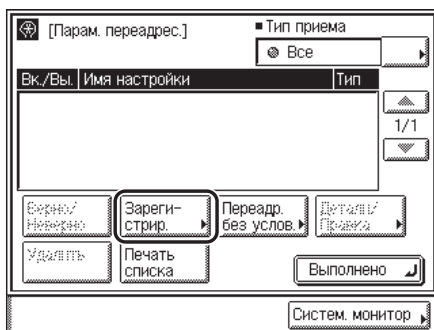 [Парам. переадрес.]
Тип приема
Все
Вк./Вы. Имя настройки Тип
1/1
Верно/
Неверно
Зареги-
стрир.
Переадр.
без услов.
Детали/
Правка
Удалить
Печать
списка
Выполнено
Систем. монитор